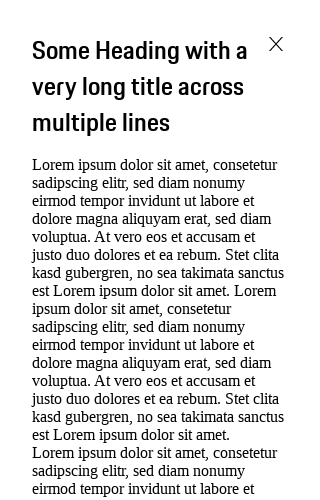 Some Heading with a
very long title across
multiple lines
Lorem ipsum dolor sit amet, consetetur
sadipscing elitr, sed diam nonumy
eirmod tempor invidunt ut labore et
dolore magna aliquyam erat, sed diam
voluptua. At vero eos et accusam et
justo duo dolores et ea rebum. Stet clita
kasd gubergren, no sea takimata sanctus
est Lorem ipsum dolor sit amet. Lorem
ipsum dolor sit amet, consetetur
sadipscing elitr, sed diam nonumy
eirmod tempor invidunt ut labore et
dolore magna aliquyam erat, sed diam
voluptua. At vero eos et accusam et
justo duo dolores et ea rebum. Stet clita
kasd gubergren, no sea takimata sanctus
est Lorem ipsum dolor sit amet.
Lorem ipsum dolor sit amet, consetetur
sadipscing elitr, sed diam nonumy
eirmod tempor invidunt ut labore et